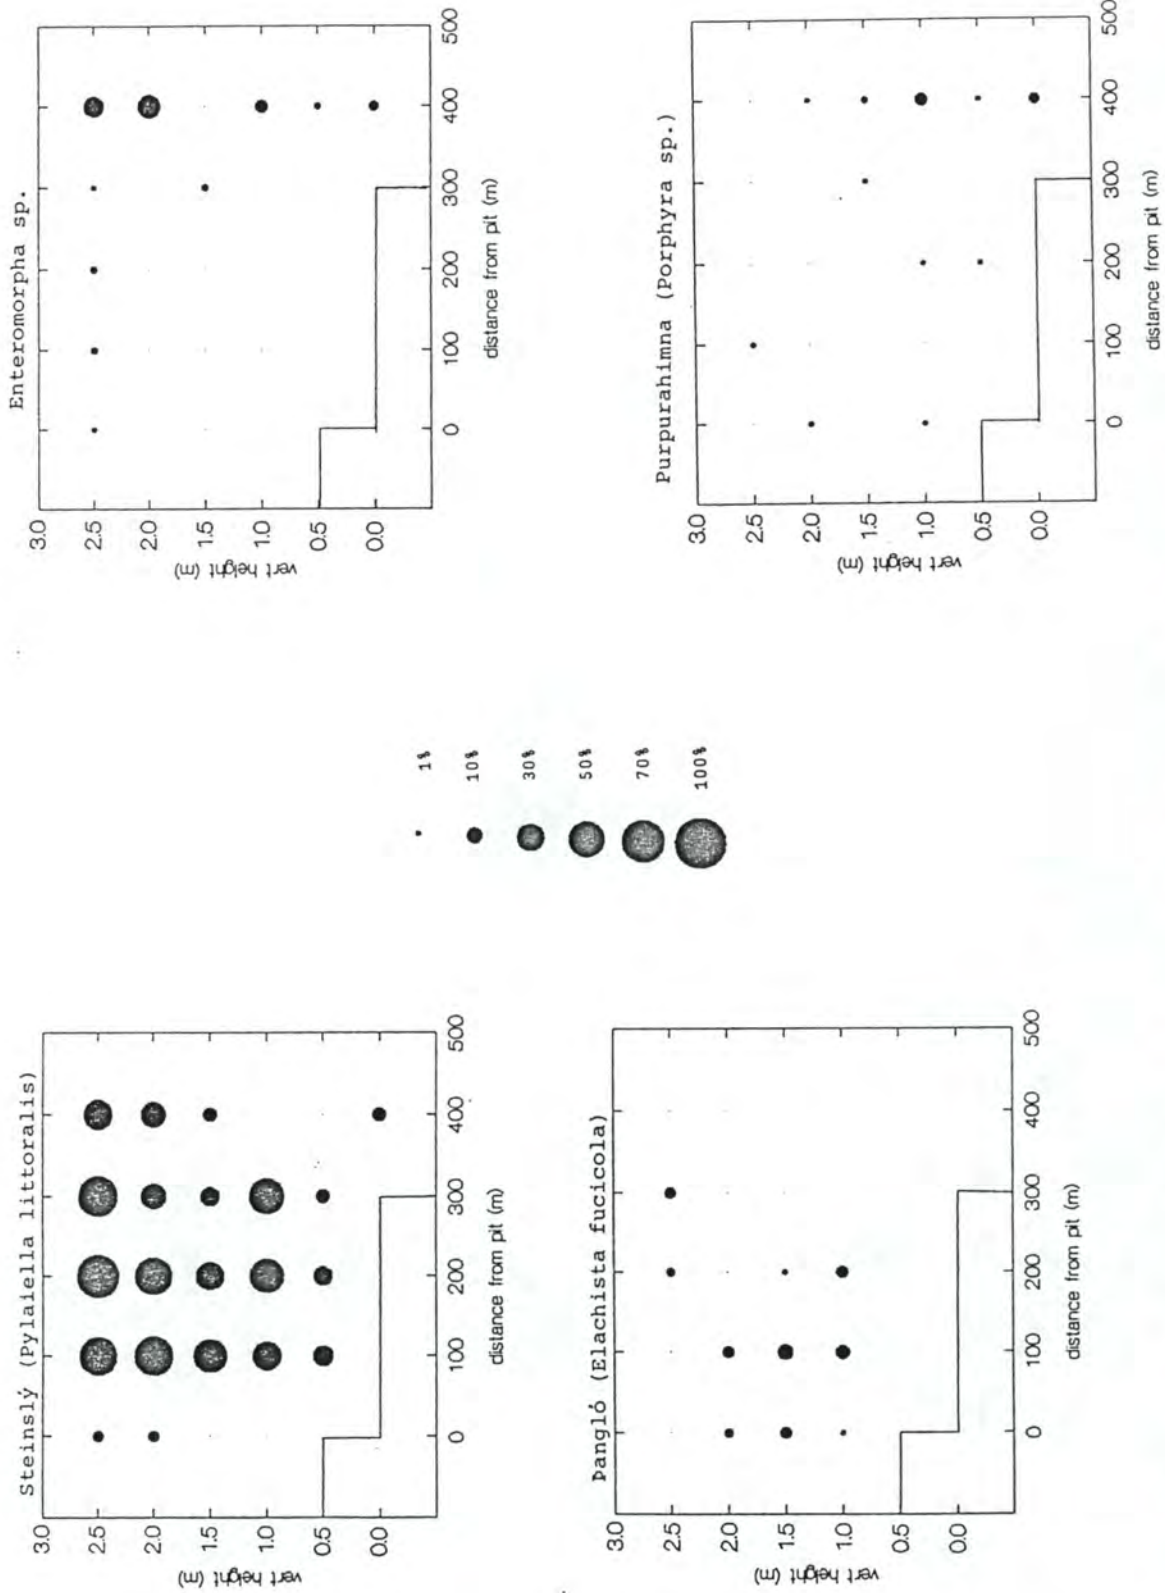 Steinslý (Pylaiella littoralis)
3.0
2.5
2.0
1.5
1.0
0.5
0.0
vert height (m)
0 100 200 300 400 500
distance from pit (m)
Enteromorpha sp.
3.0
2.5
2.0
1.5
1.0
0.5
0.0
vert height (m)
0 100 200 300 400 500
distance from pit (m)
1%
10%
30%
50%
70%
100%
Þangló (Elachista fucicola)
3.0
2.5
2.0
1.5
1.0
0.5
0.0
vert height (m)
0 100 200 300 400 500
distance from pit (m)
Purpurahimna (Porphyra sp.)
3.0
2.5
2.0
1.5
1.0
0.5
0.0
vert height (m)
0 100 200 300 400 500
distance from pit (m)